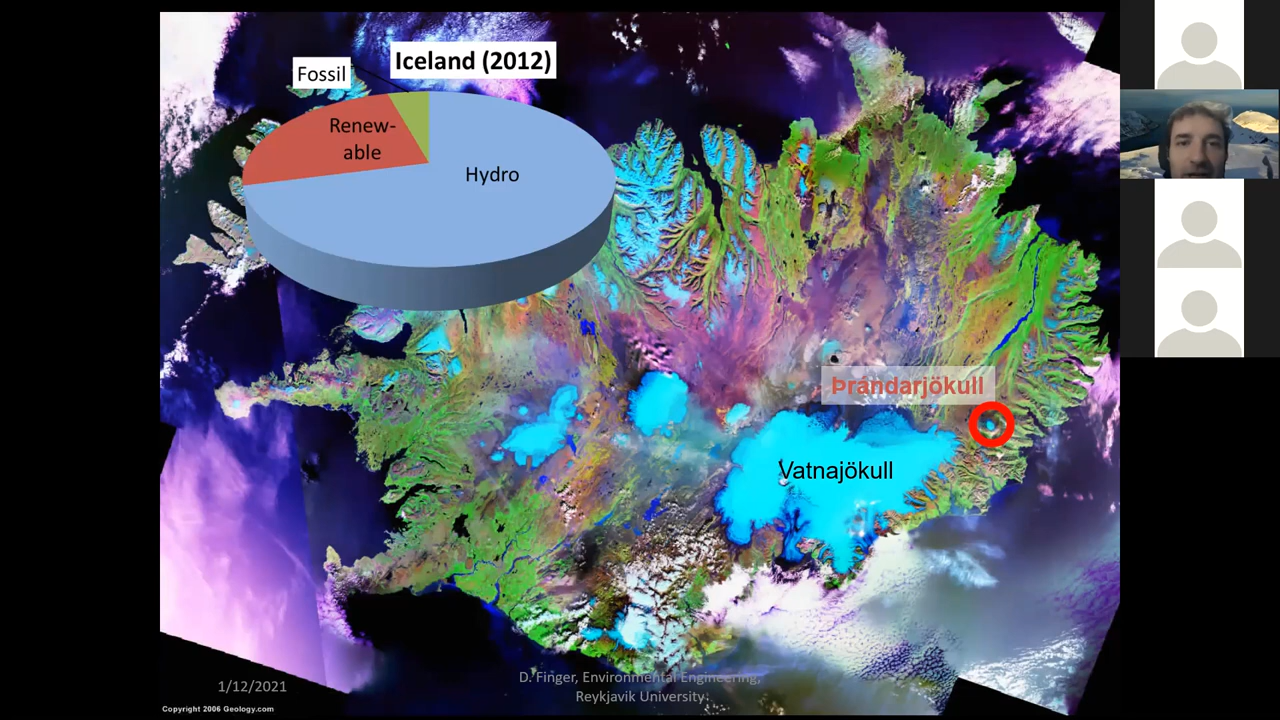 Iceland (2012)
Fossil
Renew-
able
Hydro
Þrándarjökull
Vatnajökull
1/12/2021
D. Finger, Environmental Engineering,
Reykjavik University
Copyright 2006 Geology.com